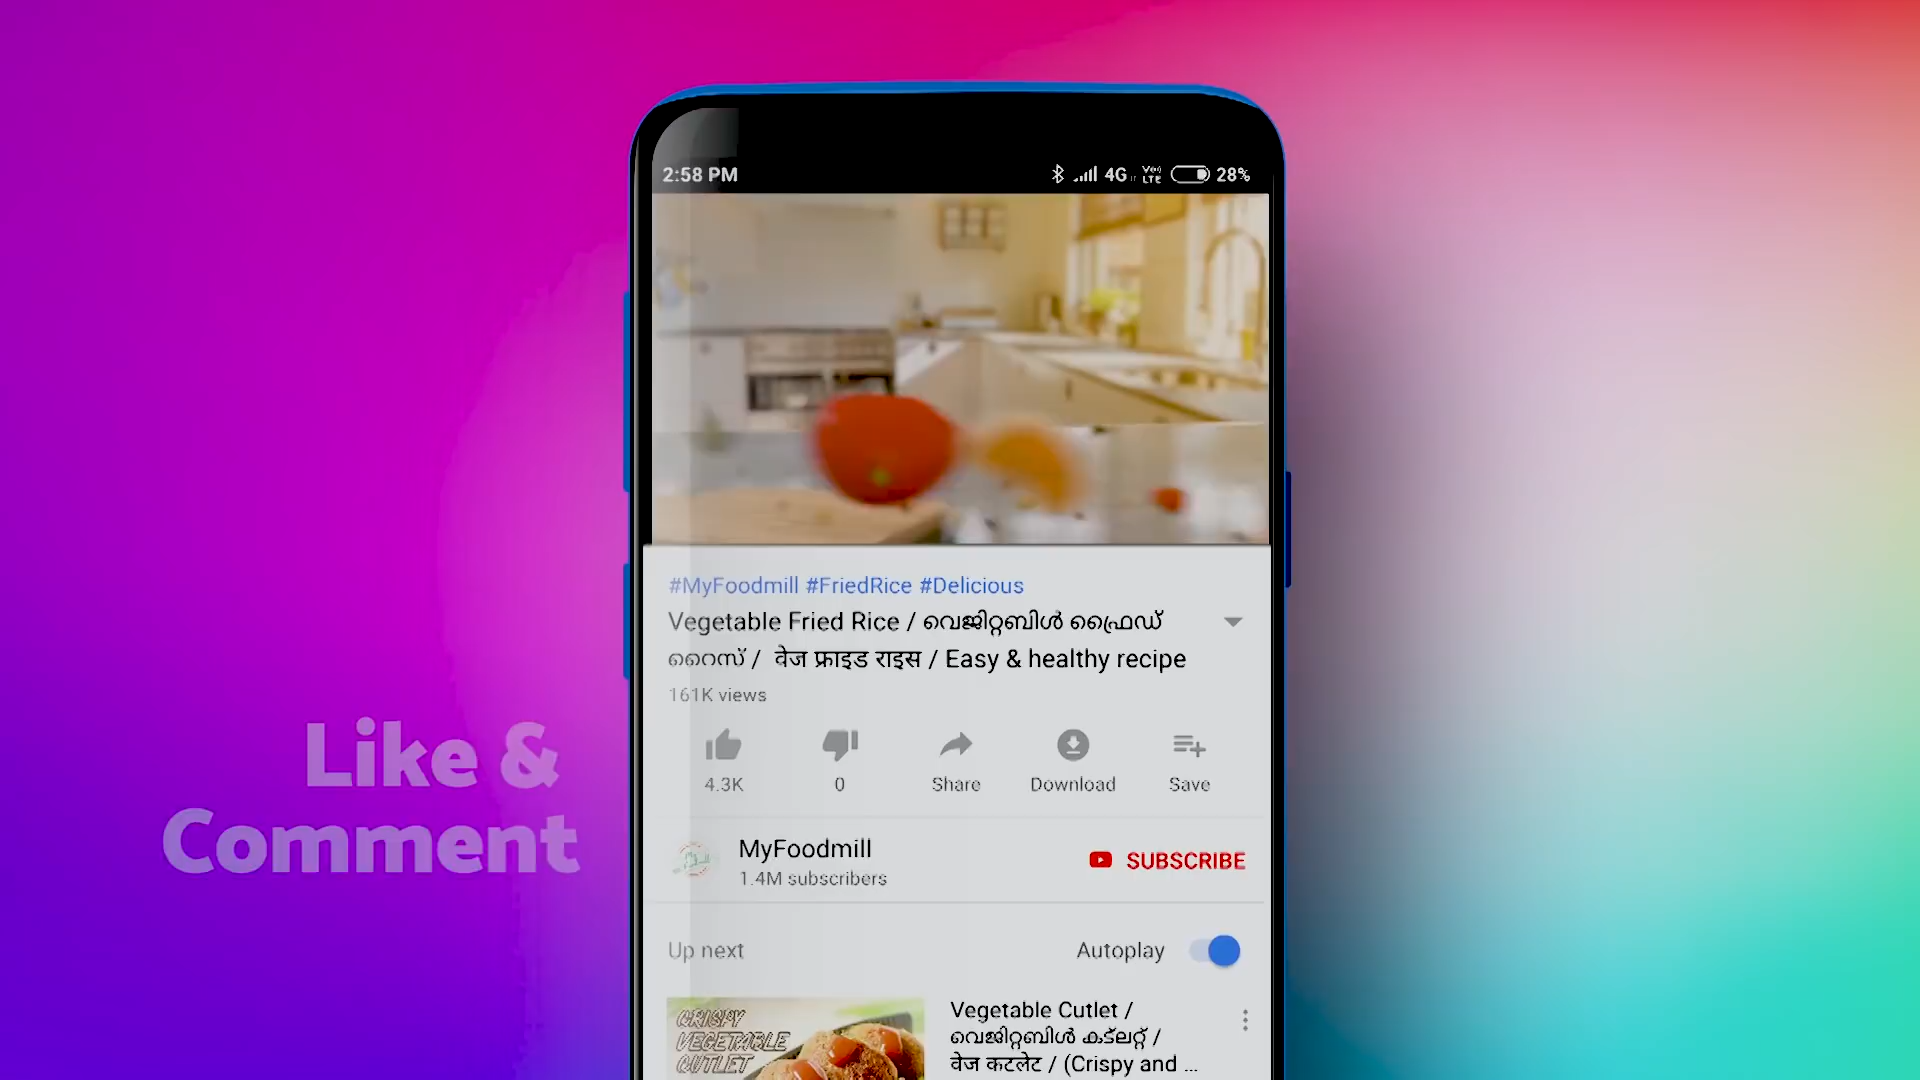 2:58 PM
4G VoLTE 28%
#MyFoodmill #FriedRice #Delicious
Vegetable Fried Rice / വെജിറ്റബിൾ ഫ്രൈഡ്
റൈസ് / वेज फ्राइड राइस / Easy & healthy recipe
161K views
4.3K
0
Share
Download
Save
Like &
Comment
MyFoodmill
1.4M subscribers
SUBSCRIBE
Up next
Autoplay
CRISPY
VEGETABLE
CUTLET
Vegetable Cutlet /
വെജിറ്റബിൾ കട്ലറ്റ് /
वेज कटलेट / (Crispy and ...